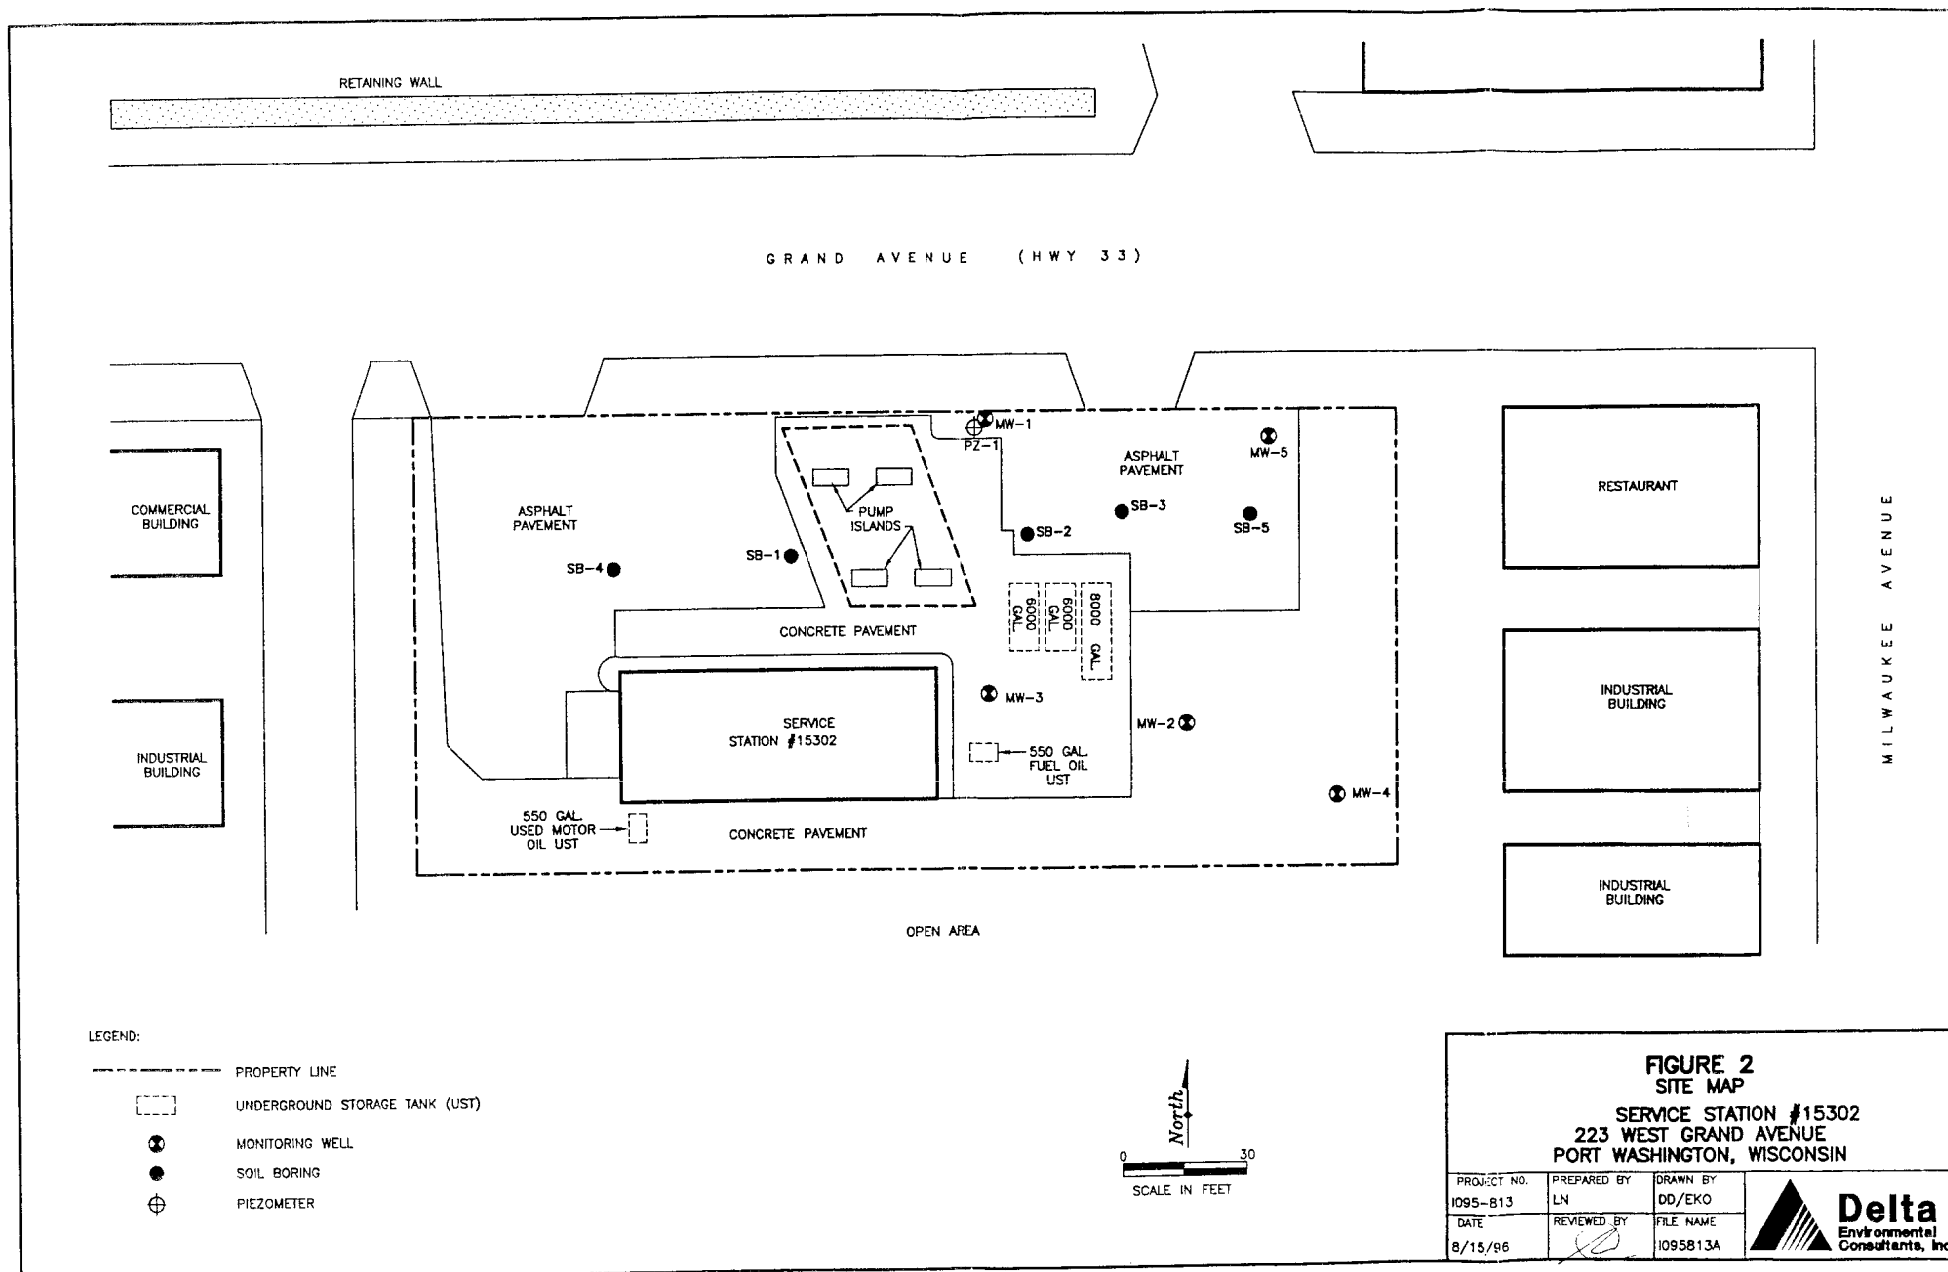 RETAINING WALL
GRAND AVENUE (HWY 33)
MW-1
PZ-1
MW-5
ASPHALT
PAVEMENT
RESTAURANT
COMMERCIAL
BUILDING
ASPHALT
PAVEMENT
PUMP
ISLANDS
SB-3
SB-2
SB-5
SB-1
SB-4
MILWAUKEE AVENUE
6000
GAL
6000
GAL
8000 GAL
CONCRETE PAVEMENT
MW-3
INDUSTRIAL
BUILDING
SERVICE
STATION #15302
MW-2
INDUSTRIAL
BUILDING
550 GAL.
FUEL OIL
UST
MW-4
550 GAL.
USED MOTOR
OIL UST
CONCRETE PAVEMENT
INDUSTRIAL
BUILDING
OPEN AREA
LEGEND:
PROPERTY LINE
UNDERGROUND STORAGE TANK (UST)
MONITORING WELL
SOIL BORING
PIEZOMETER
North
0 30
SCALE IN FEET
FIGURE 2
SITE MAP
SERVICE STATION #15302
223 WEST GRAND AVENUE
PORT WASHINGTON, WISCONSIN
PROJECT NO.
1095-813
PREPARED BY
LN
DRAWN BY
DD/EKO
DATE
8/15/96
REVIEWED BY
FILE NAME
1095813A
Delta
Environmental
Consultants, Inc